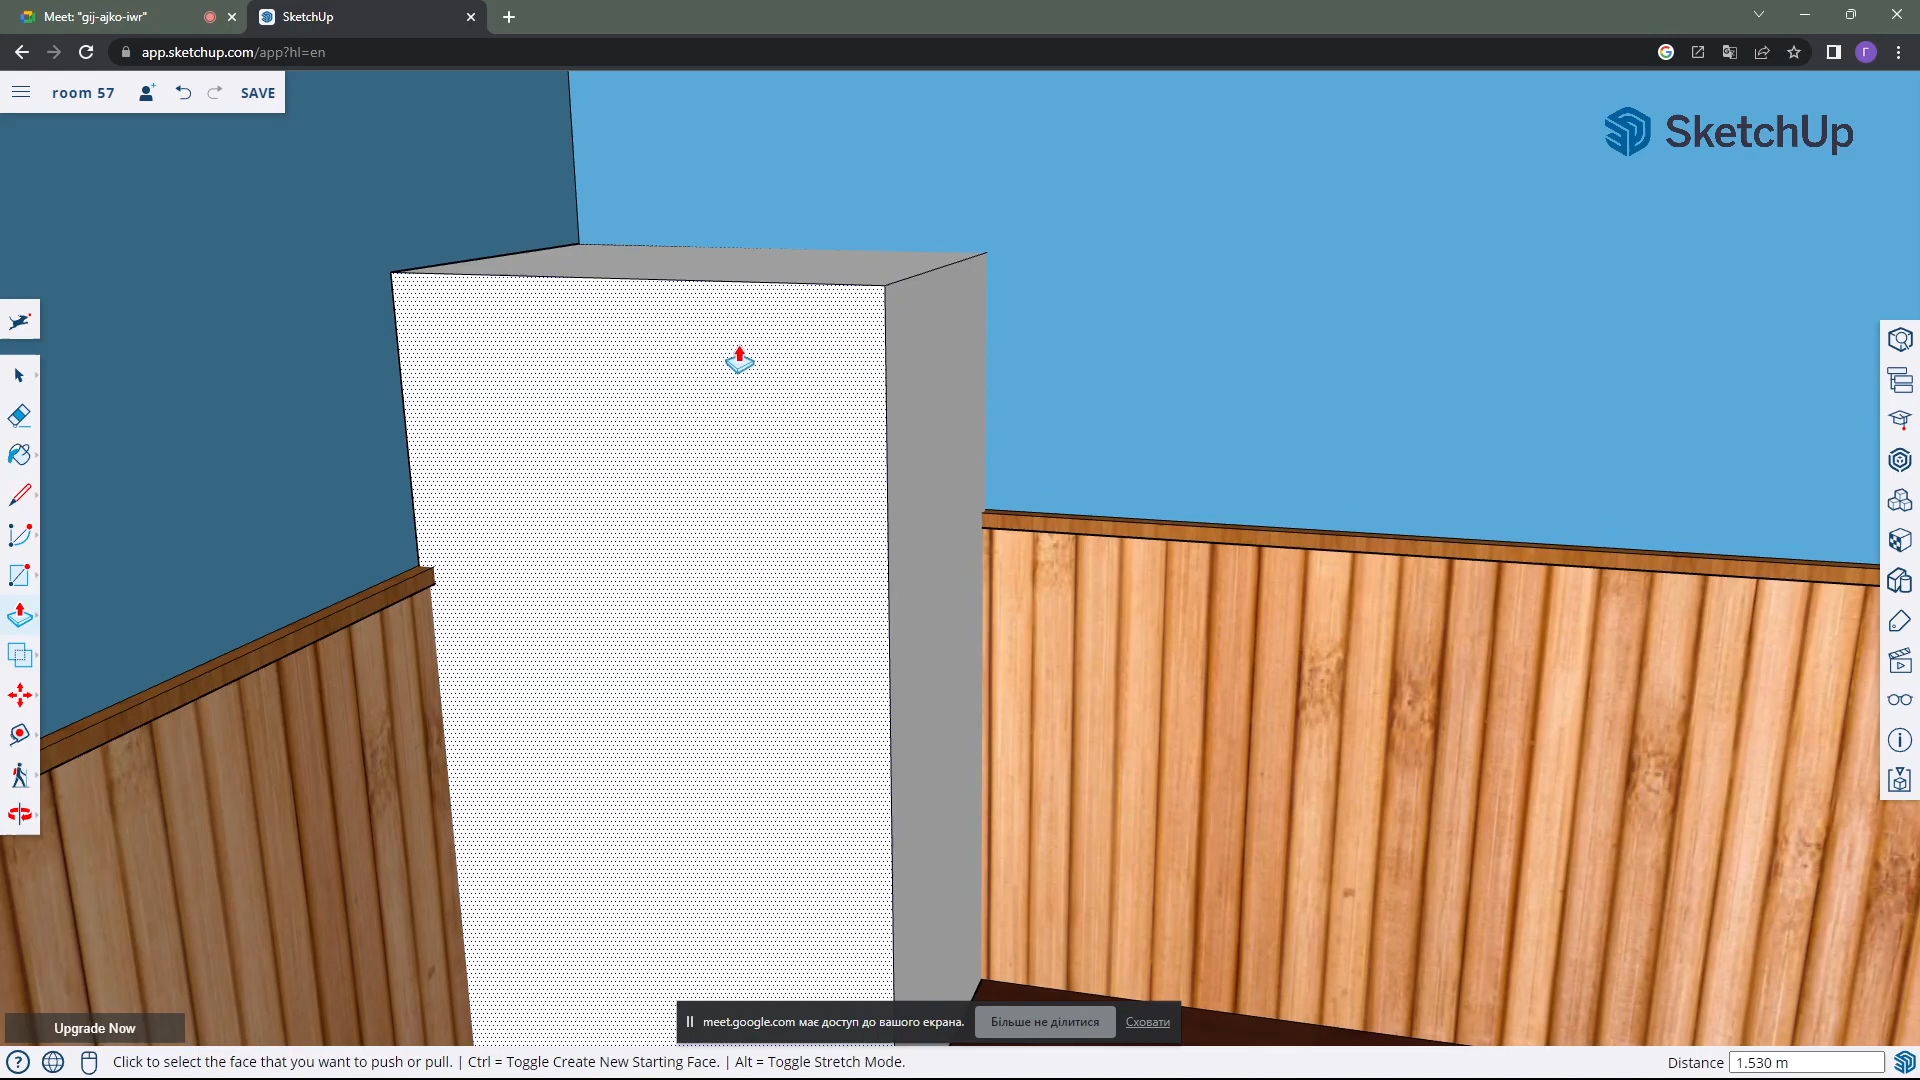 Meet: "gij-ajko-iwr"
SketchUp
app.sketchup.com/app?hl=en
Г
room 57
SAVE
SketchUp
Upgrade Now
meet.google.com має доступ до вашого екрана.
Більше не ділитися
Сховати
Click to select the face that you want to push or pull. | Ctrl = Toggle Create New Starting Face. | Alt = Toggle Stretch Mode.
Distance 1.530 m